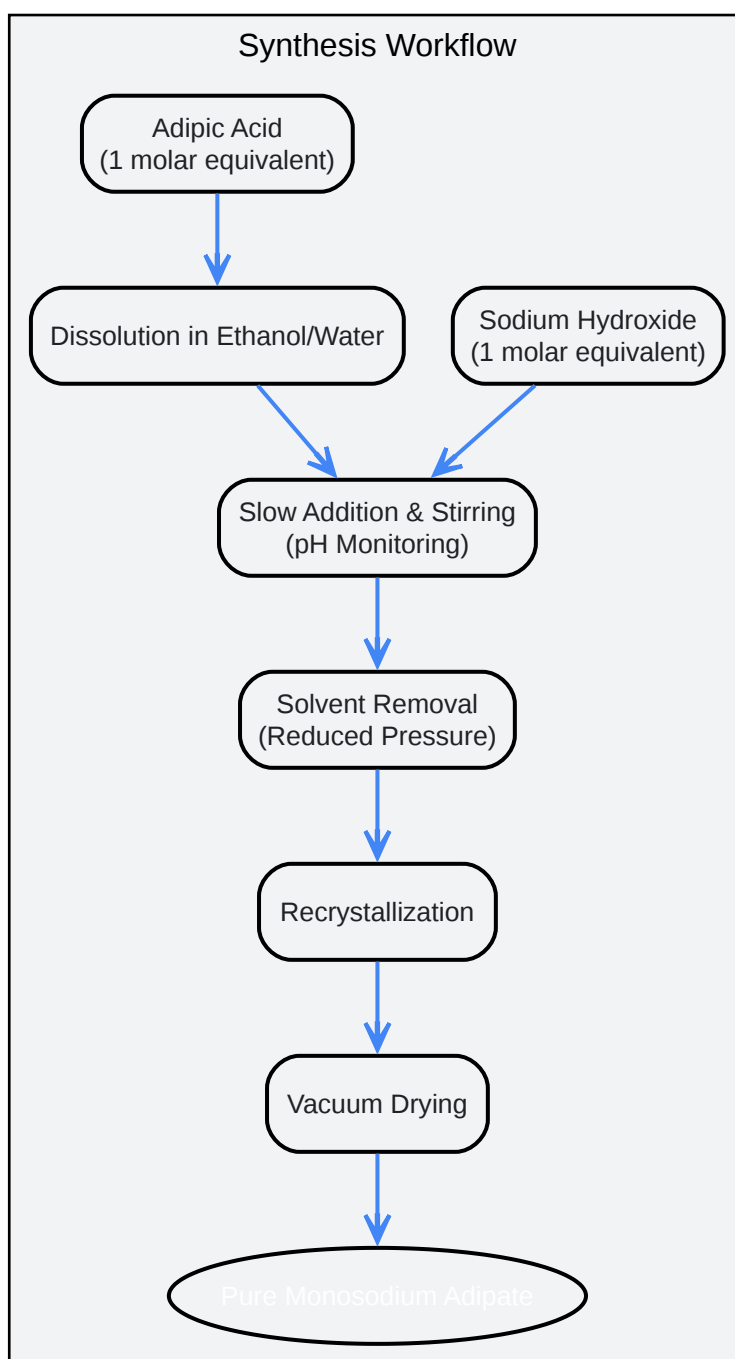 Synthesis Workflow
Adipic Acid
(1 molar equivalent)
Dissolution in Ethanol/Water
Sodium Hydroxide
(1 molar equivalent)
Slow Addition & Stirring
(pH Monitoring)
Solvent Removal
(Reduced Pressure)
Recrystallization
Vacuum Drying
Pure Monosodium Adipate